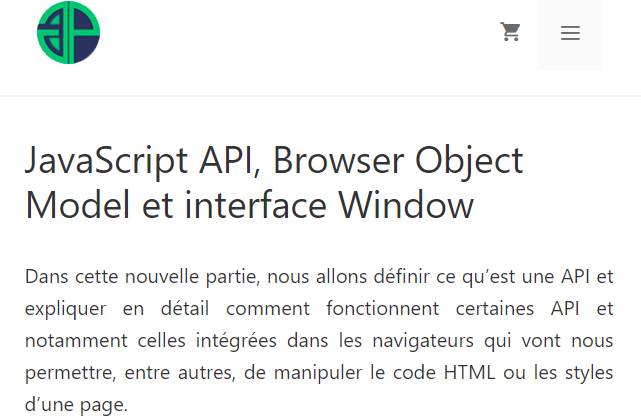 JavaScript API, Browser Object
Model et interface Window
Dans cette nouvelle partie, nous allons définir ce qu’est une API et
expliquer en détail comment fonctionnent certaines API et
notamment celles intégrées dans les navigateurs qui vont nous
permettre, entre autres, de manipuler le code HTML ou les styles
d’une page.